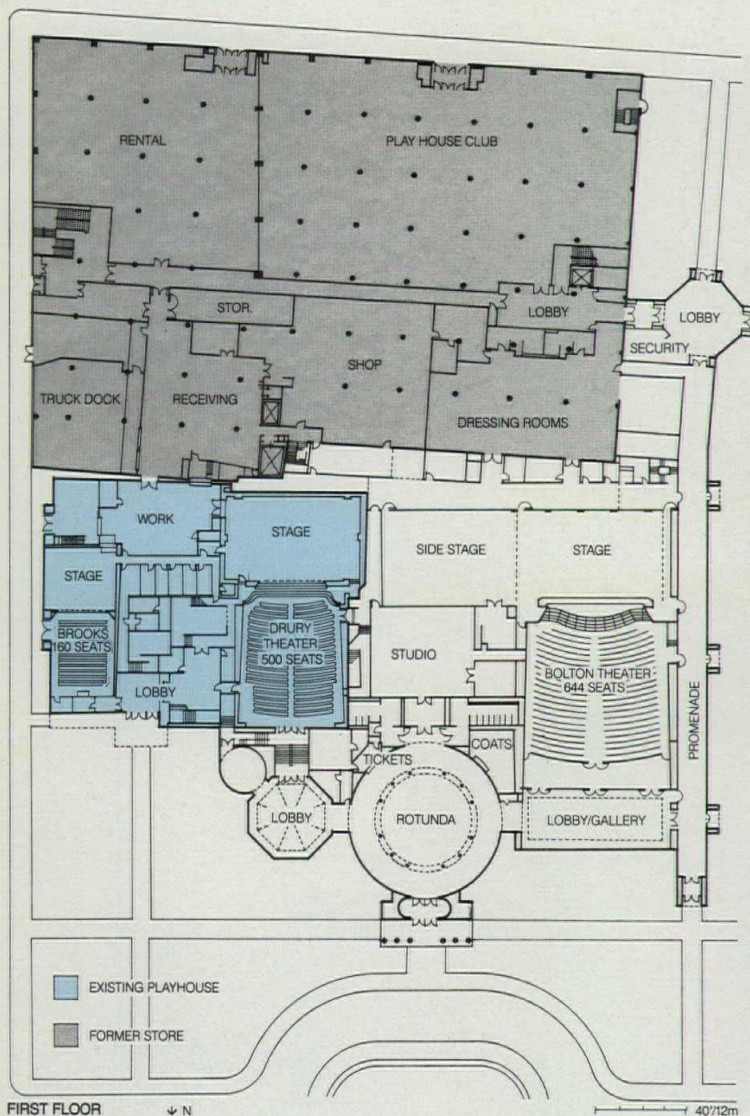 RENTAL
PLAY HOUSE CLUB
STOR.
LOBBY
LOBBY
SECURITY
SHOP
TRUCK DOCK
RECEIVING
DRESSING ROOMS
WORK
STAGE
SIDE STAGE
STAGE
STAGE
BROOKS
160 SEATS
DRURY
THEATER
500 SEATS
STUDIO
BOLTON THEATER
644 SEATS
LOBBY
PROMENADE
TICKETS
COATS
LOBBY
ROTUNDA
LOBBY/GALLERY
EXISTING PLAYHOUSE
FORMER STORE
FIRST FLOOR
↓ N
40'/12m